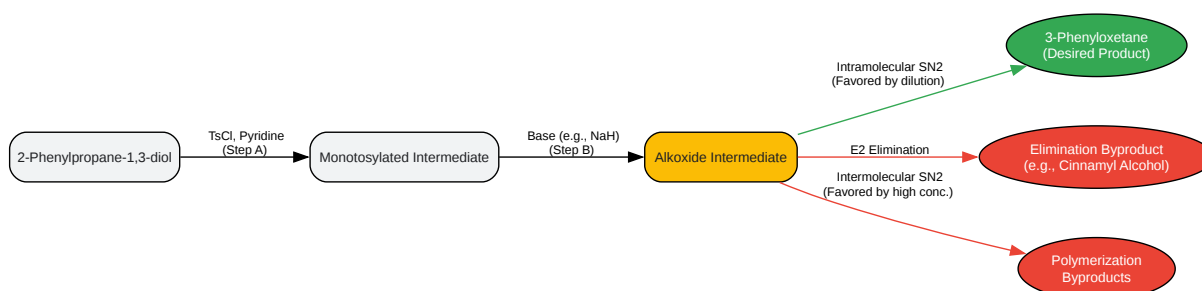 2-Phenylpropane-1,3-diol
TsCl, Pyridine
(Step A)
Monotosylated Intermediate
Base (e.g., NaH)
(Step B)
Alkoxide Intermediate
Intramolecular SN2
(Favored by dilution)
3-Phenyloxetane
(Desired Product)
E2 Elimination
Elimination Byproduct
(e.g., Cinnamyl Alcohol)
Intermolecular SN2
(Favored by high conc.)
Polymerization
Byproducts